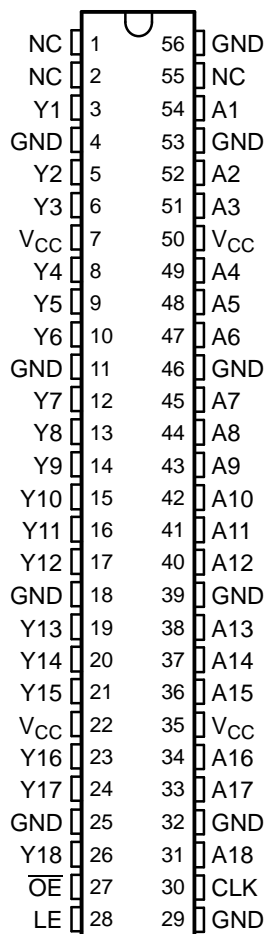 NC 1 56 GND
NC 2 55 NC
Y1 3 54 A1
GND 4 53 GND
Y2 5 52 A2
Y3 6 51 A3
VCC 7 50 VCC
Y4 8 49 A4
Y5 9 48 A5
Y6 10 47 A6
GND 11 46 GND
Y7 12 45 A7
Y8 13 44 A8
Y9 14 43 A9
Y10 15 42 A10
Y11 16 41 A11
Y12 17 40 A12
GND 18 39 GND
Y13 19 38 A13
Y14 20 37 A14
Y15 21 36 A15
VCC 22 35 VCC
Y16 23 34 A16
Y17 24 33 A17
GND 25 32 GND
Y18 26 31 A18
O̅E̅ 27 30 CLK
LE 28 29 GND